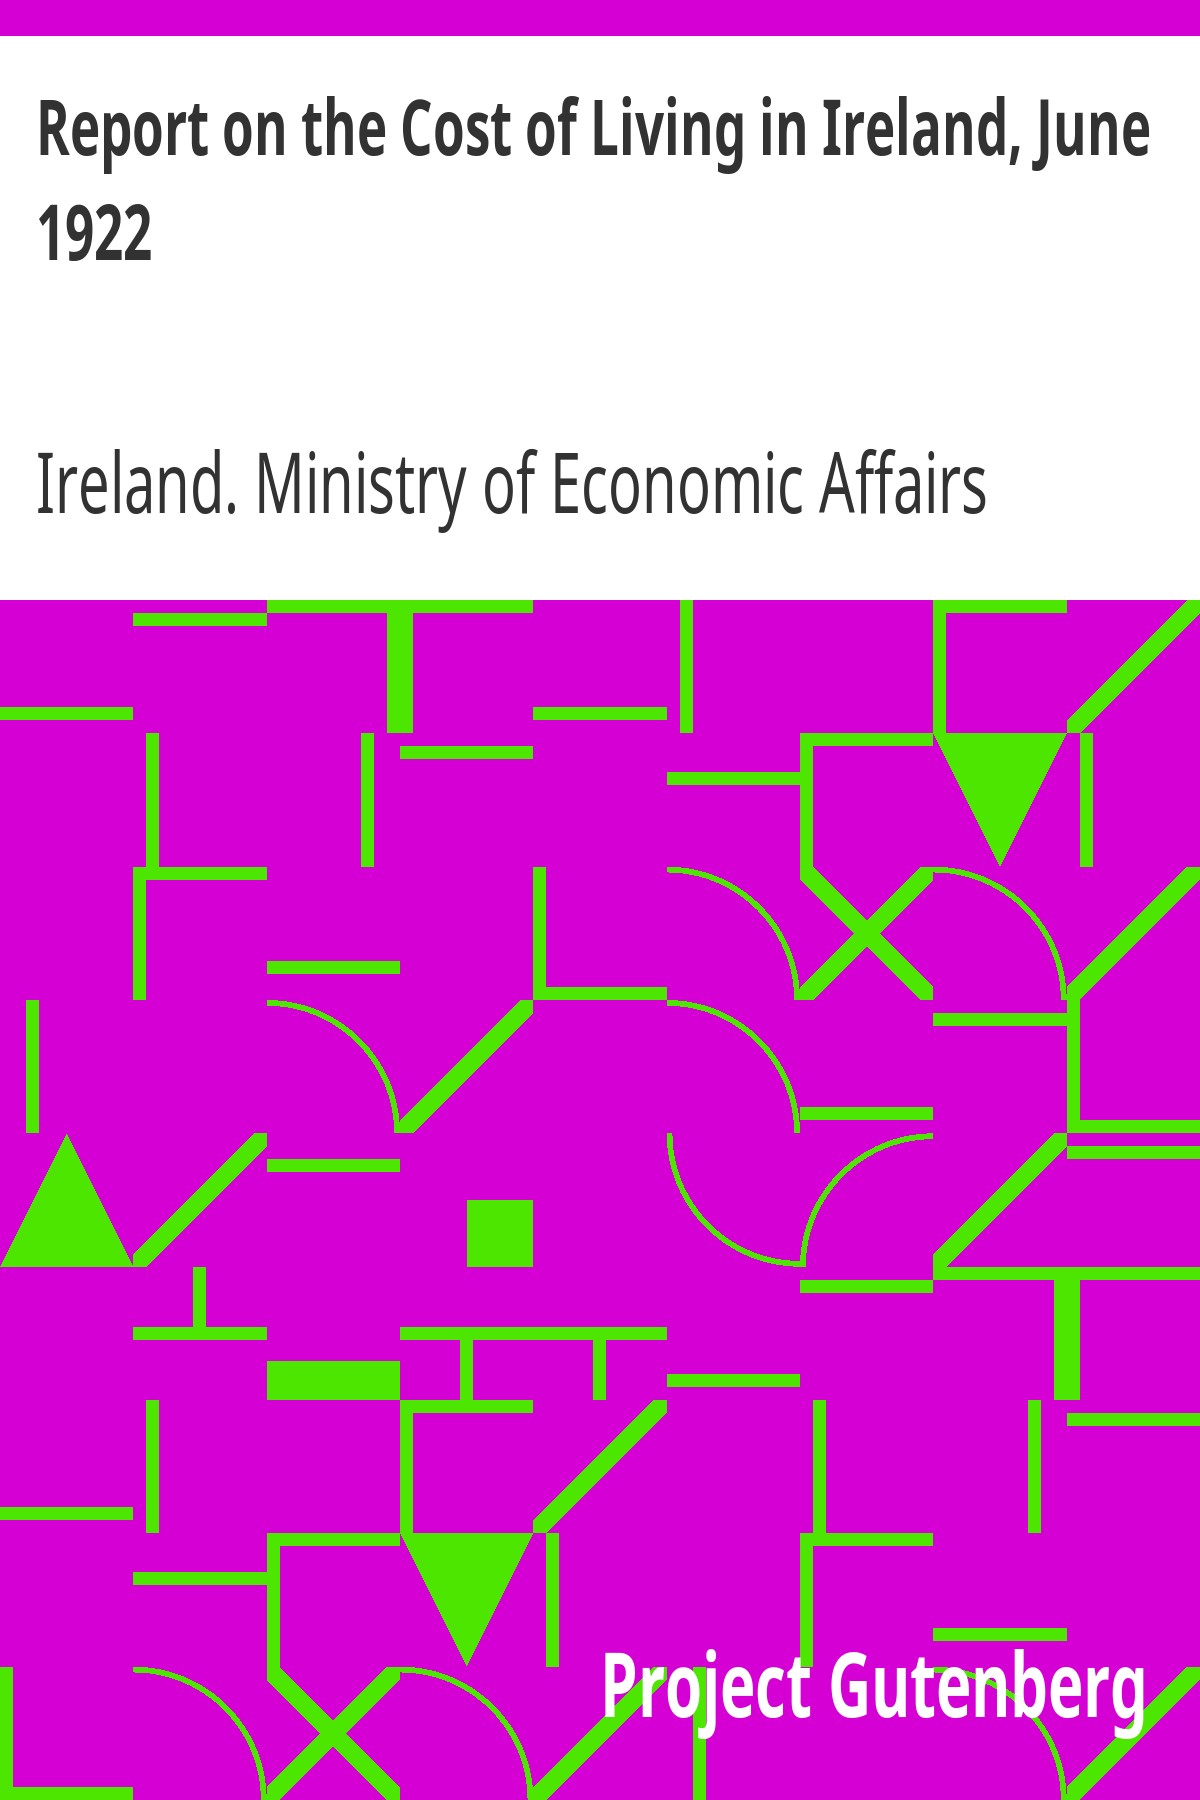 Report on the Cost of Living in Ireland, June
1922
Ireland. Ministry of Economic Affairs
Project Gutenberg